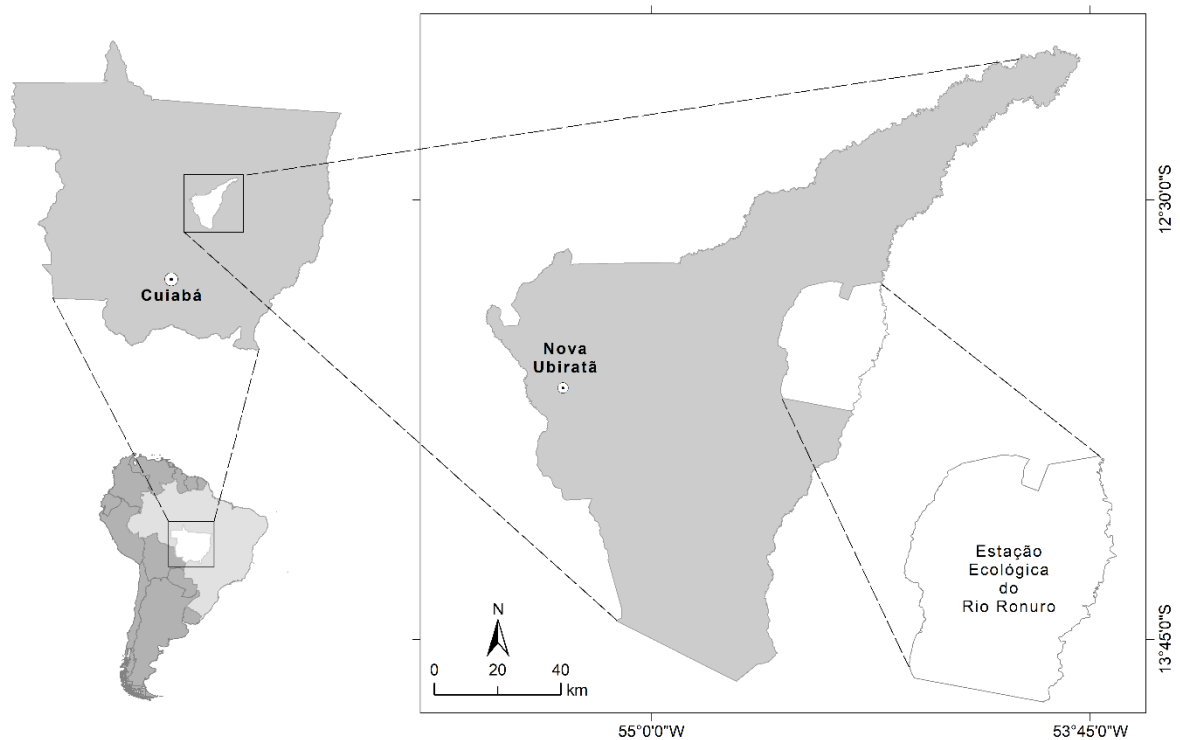 Cuiabá
Nova
Ubiratã
Estação
Ecológica
do
Rio Ronuro
N
0 20 40
km
12°30'0"S
13°45'0"S
55°0'0"W
53°45'0"W